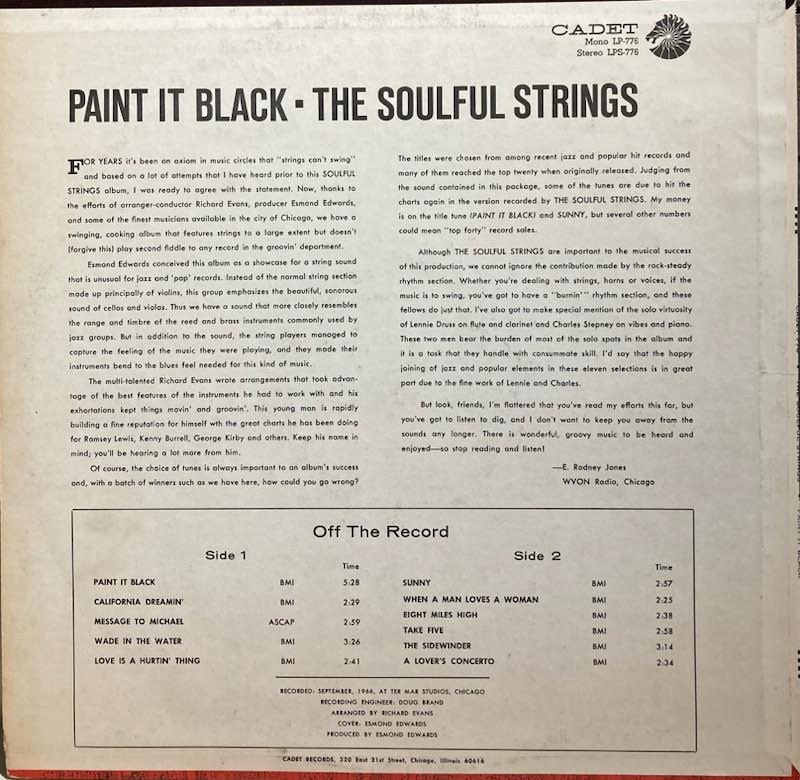 CADET
Mono LP-776
Stereo LPS-776
PAINT IT BLACK · THE SOULFUL STRINGS
FOR YEARS it's been an axiom in music circles that "strings can't swing"
and based on a lot of attempts that I have heard prior to this SOULFUL
STRINGS album, I was ready to agree with the statement. Now, thanks to
the efforts of arranger-conductor Richard Evans, producer Esmond Edwards,
and some of the finest musicians available in the city of Chicago, we have a
swinging, cooking album that features strings to a large extent but doesn't
(forgive this) play second fiddle to any record in the groovin' department.
Esmond Edwards conceived this album as a showcase for a string sound
that is unusual for jazz and 'pop' records. Instead of the normal string section
made up principally of violins, this group emphasizes the beautiful, sonorous
sound of cellos and violas. Thus we have a sound that more closely resembles
the range and timbre of the reed and brass instruments commonly used by
jazz groups. But in addition to the sound, the string players managed to
capture the feeling of the music they were playing, and they made their
instruments bend to the blues feel needed for this kind of music.
The multi-talented Richard Evans wrote arrangements that took advan-
tage of the best features of the instruments he had to work with and his
exhortations kept things movin' and groovin'. This young man is rapidly
building a fine reputation for himself wth the great charts he has been doing
for Ramsey Lewis, Kenny Burrell, George Kirby and others. Keep his name in
mind; you'll be hearing a lot more from him.
Of course, the choice of tunes is always important to an album's success
and, with a batch of winners such as we have here, how could you go wrong?
The titles were chosen from among recent jazz and popular hit records and
many of them reached the top twenty when originally released. Judging from
the sound contained in this package, some of the tunes are due to hit the
charts again in the version recorded by THE SOULFUL STRINGS. My money
is on the title tune (PAINT IT BLACK) and SUNNY, but several other numbers
could mean "top forty" record sales.
Although THE SOULFUL STRINGS are important to the musical success
of this production, we cannot ignore the contribution made by the rock-steady
rhythm section. Whether you're dealing with strings, horns or voices, if the
music is to swing, you've got to have a "burnin'" rhythm section, and these
fellows do just that. I've also got to make special mention of the solo virtuosity
of Lennie Druss on flute and clarinet and Charles Stepney on vibes and piano.
These two men bear the burden of most of the solo spots in the album and
it is a task that they handle with consummate skill. I'd say that the happy
joining of jazz and popular elements in these eleven selections is in great
part due to the fine work of Lennie and Charles.
But look, friends, I'm flattered that you've read my efforts this far, but
you've got to listen to dig, and I don't want to keep you away from the
sounds any longer. There is wonderful, groovy music to be heard and
enjoyed—so stop reading and listen!
—E. Rodney Jones
WVON Radio, Chicago
Off The Record
Side 1
Time
PAINT IT BLACK BMI 5:28
CALIFORNIA DREAMIN' BMI 2:29
MESSAGE TO MICHAEL ASCAP 2:59
WADE IN THE WATER BMI 3:26
LOVE IS A HURTIN' THING BMI 2:41
Side 2
Time
SUNNY BMI 2:57
WHEN A MAN LOVES A WOMAN BMI 2:25
EIGHT MILES HIGH BMI 2:38
TAKE FIVE BMI 2:58
THE SIDEWINDER BMI 3:14
A LOVER'S CONCERTO BMI 2:34
RECORDED: SEPTEMBER, 1966, AT TER MAR STUDIOS, CHICAGO
RECORDING ENGINEER: DOUG BRAND
ARRANGED BY RICHARD EVANS
COVER: ESMOND EDWARDS
PRODUCED BY ESMOND EDWARDS
CADET RECORDS, 320 East 21st Street, Chicago, Illinois 60616